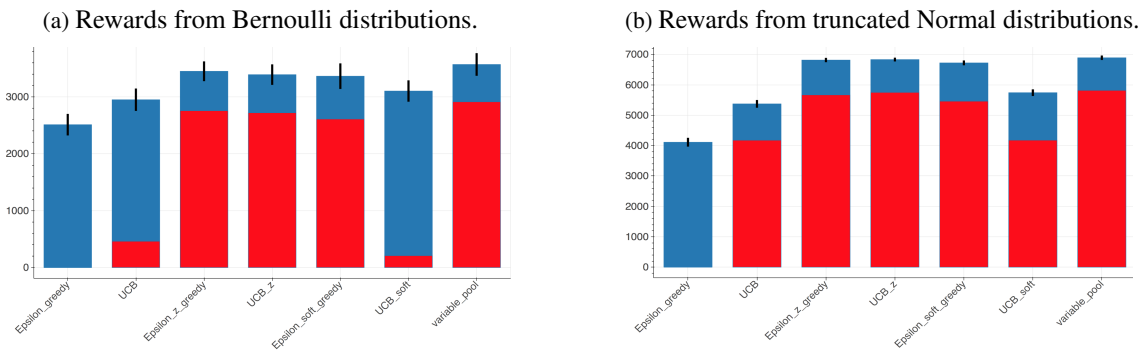 (a) Rewards from Bernoulli distributions.
3000
2000
1000
0
Epsilon_greedy
UCB
Epsilon_z_greedy
UCB_z
Epsilon_soft_greedy
UCB_soft
variable_pool
(b) Rewards from truncated Normal distributions.
7000
6000
5000
4000
3000
2000
1000
0
Epsilon_greedy
UCB
Epsilon_z_greedy
UCB_z
Epsilon_soft_greedy
UCB_soft
variable_pool